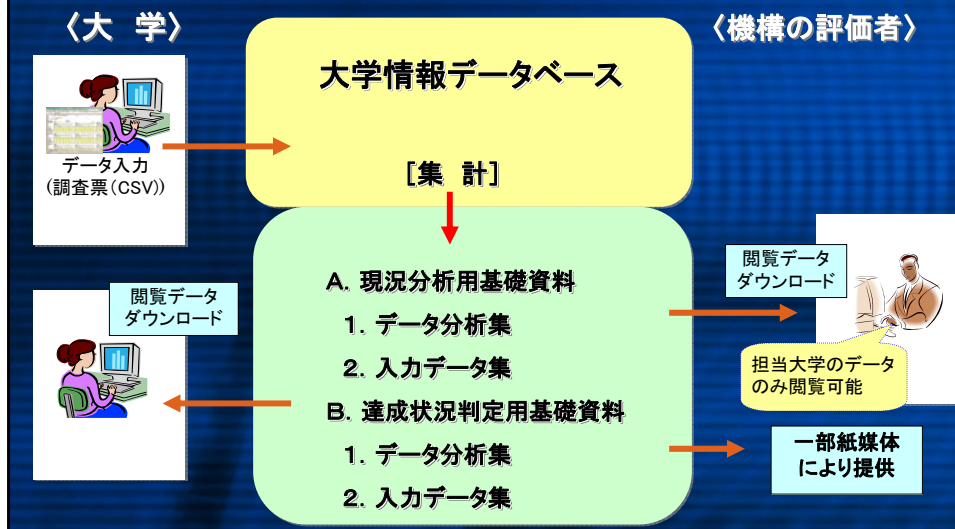 〈大 学〉
〈機構の評価者〉
大学情報データベース
データ入力
(調査票(CSV))
[集 計]
A. 現況分析用基礎資料
1. データ分析集
2. 入力データ集
B. 達成状況判定用基礎資料
1. データ分析集
2. 入力データ集
閲覧データ
ダウンロード
閲覧データ
ダウンロード
担当大学のデータ
のみ閲覧可能
一部紙媒体
により提供